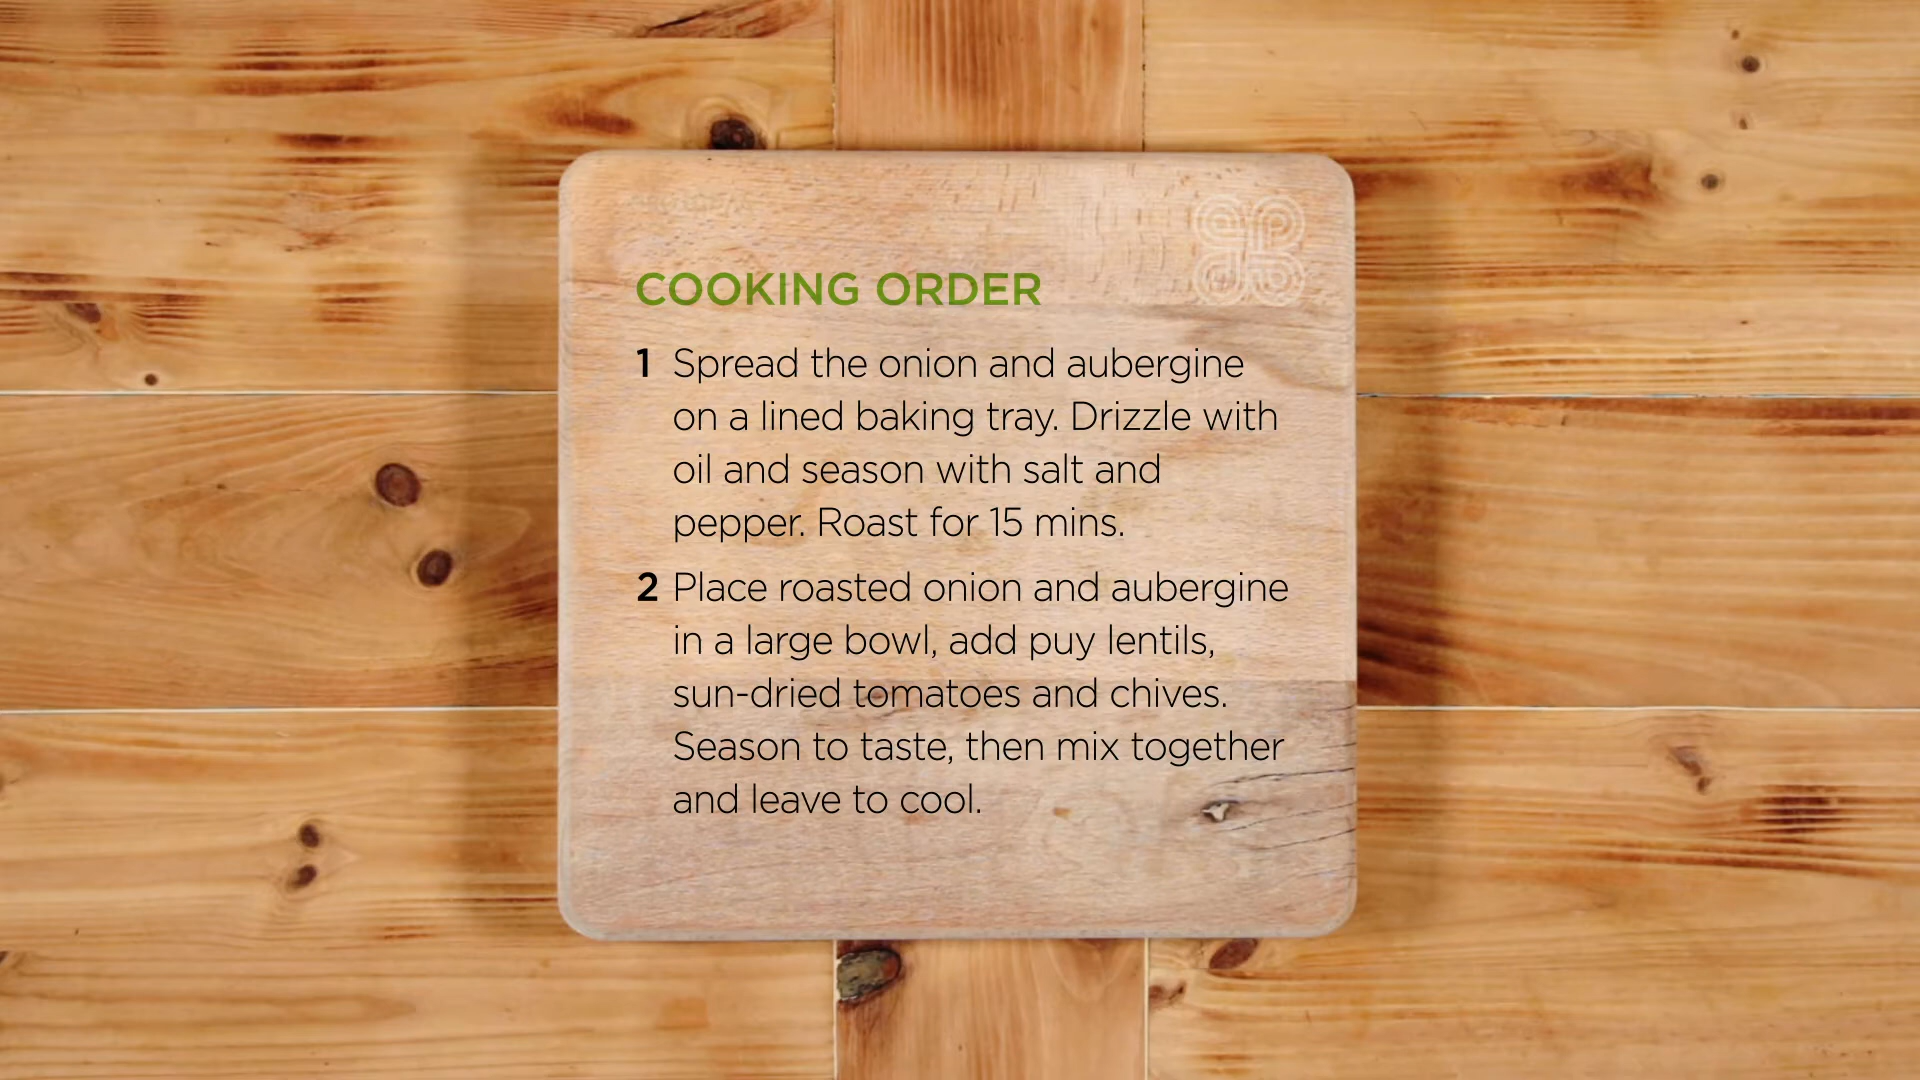 COOKING ORDER
1 Spread the onion and aubergine
on a lined baking tray. Drizzle with
oil and season with salt and
pepper. Roast for 15 mins.
2 Place roasted onion and aubergine
in a large bowl, add puy lentils,
sun-dried tomatoes and chives.
Season to taste, then mix together
and leave to cool.